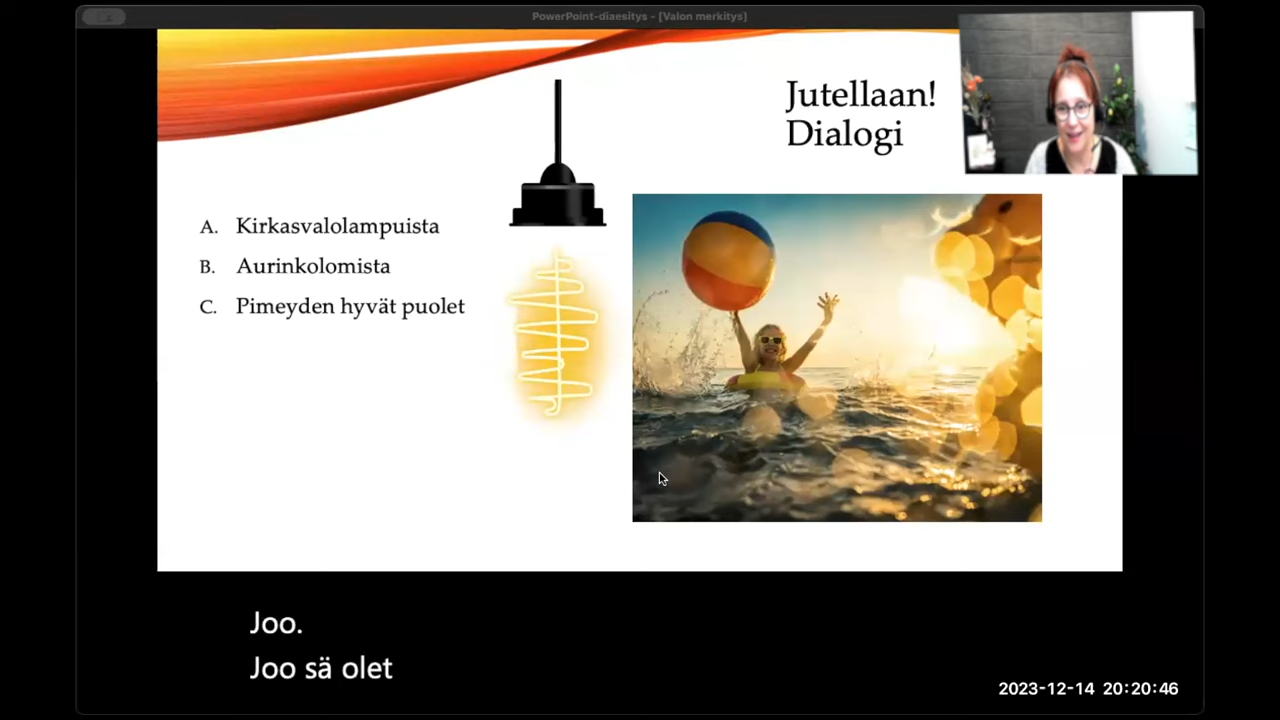 PowerPoint-diaesitys - [Valon merkitys]
Jutellaan!
Dialogi
A. Kirkasvalolampuista
B. Aurinkolomista
C. Pimeyden hyvät puolet
Joo.
Joo sä olet
2023-12-14 20:20:46